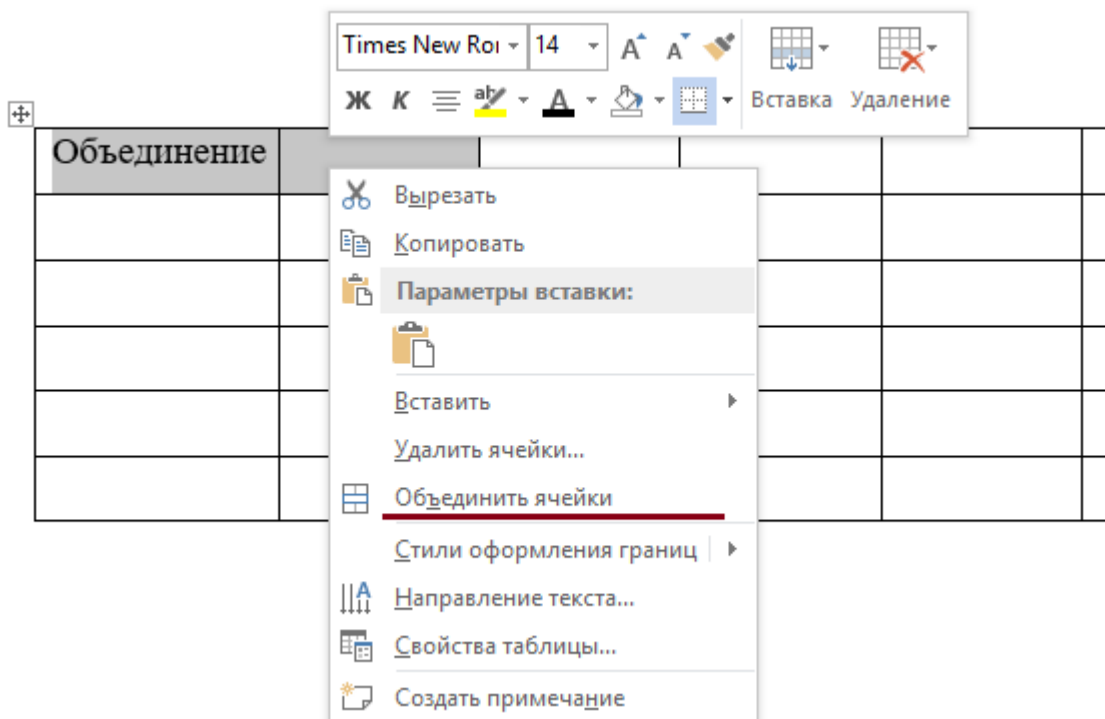 Times New Roı 14
Ж К
Вставка Удаление
Объединение
Вырезать
Копировать
Параметры вставки:
Вставить
Удалить ячейки...
Объединить ячейки
Стили оформления границ
Направление текста...
Свойства таблицы...
Создать примечание